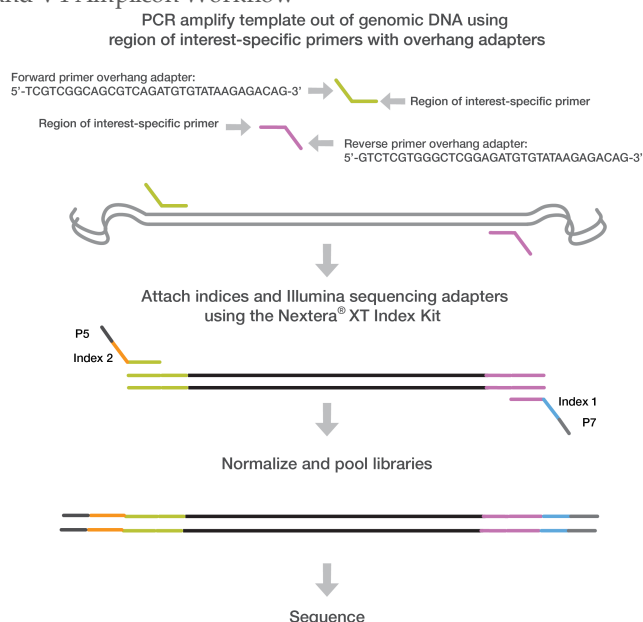 Amplicon Workflow
PCR amplify template out of genomic DNA using
region of interest-specific primers with overhang adapters
Forward primer overhang adapter:
5’-TCGTCGGCAGCGTCAGATGTGTATAAGAGACAG-3’
Region of interest-specific primer
Region of interest-specific primer
Reverse primer overhang adapter:
5’-GTCTCGTGGGCTCGGAGATGTGTATAAGAGACAG-3’
Attach indices and Illumina sequencing adapters
using the Nextera® XT Index Kit
P5
Index 2
Index 1
P7
Normalize and pool libraries
Sequence